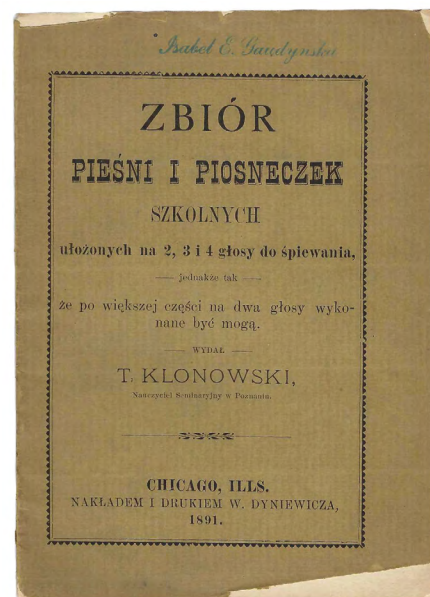 Isabel E. Gaudynska
ZBIÓR
PIEŚNI I PIOSNECZEK
SZKOLNYCH
ułożonych na 2, 3 i 4 głosy do śpiewania,
— jednakże tak —
że po większej części na dwa głosy wyko-
nane być mogą.
— WYDAŁ —
T. KLONOWSKI,
Nauczyciel Seminaryjny w Poznaniu.
CHICAGO, ILLS.
NAKŁADEM I DRUKIEM W. DYNIEWICZA,
1891.